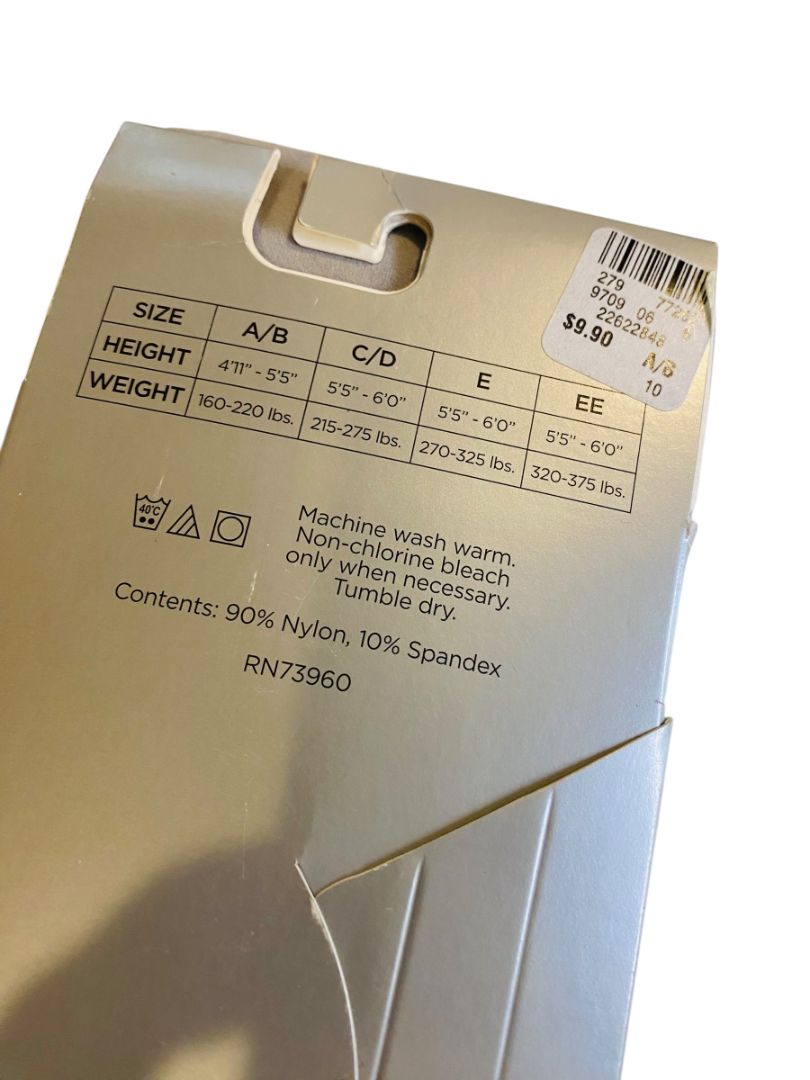 279 
9709 06
22622848
$9.90
A/B
10
SIZE A/B C/D E EE
HEIGHT 4'11" - 5'5" 5'5" - 6'0" 5'5" - 6'0" 5'5" - 6'0"
WEIGHT 160-220 lbs. 215-275 lbs. 270-325 lbs. 320-375 lbs.
40°C
Machine wash warm.
Non-chlorine bleach
only when necessary.
Tumble dry.
Contents: 90% Nylon, 10% Spandex
RN73960